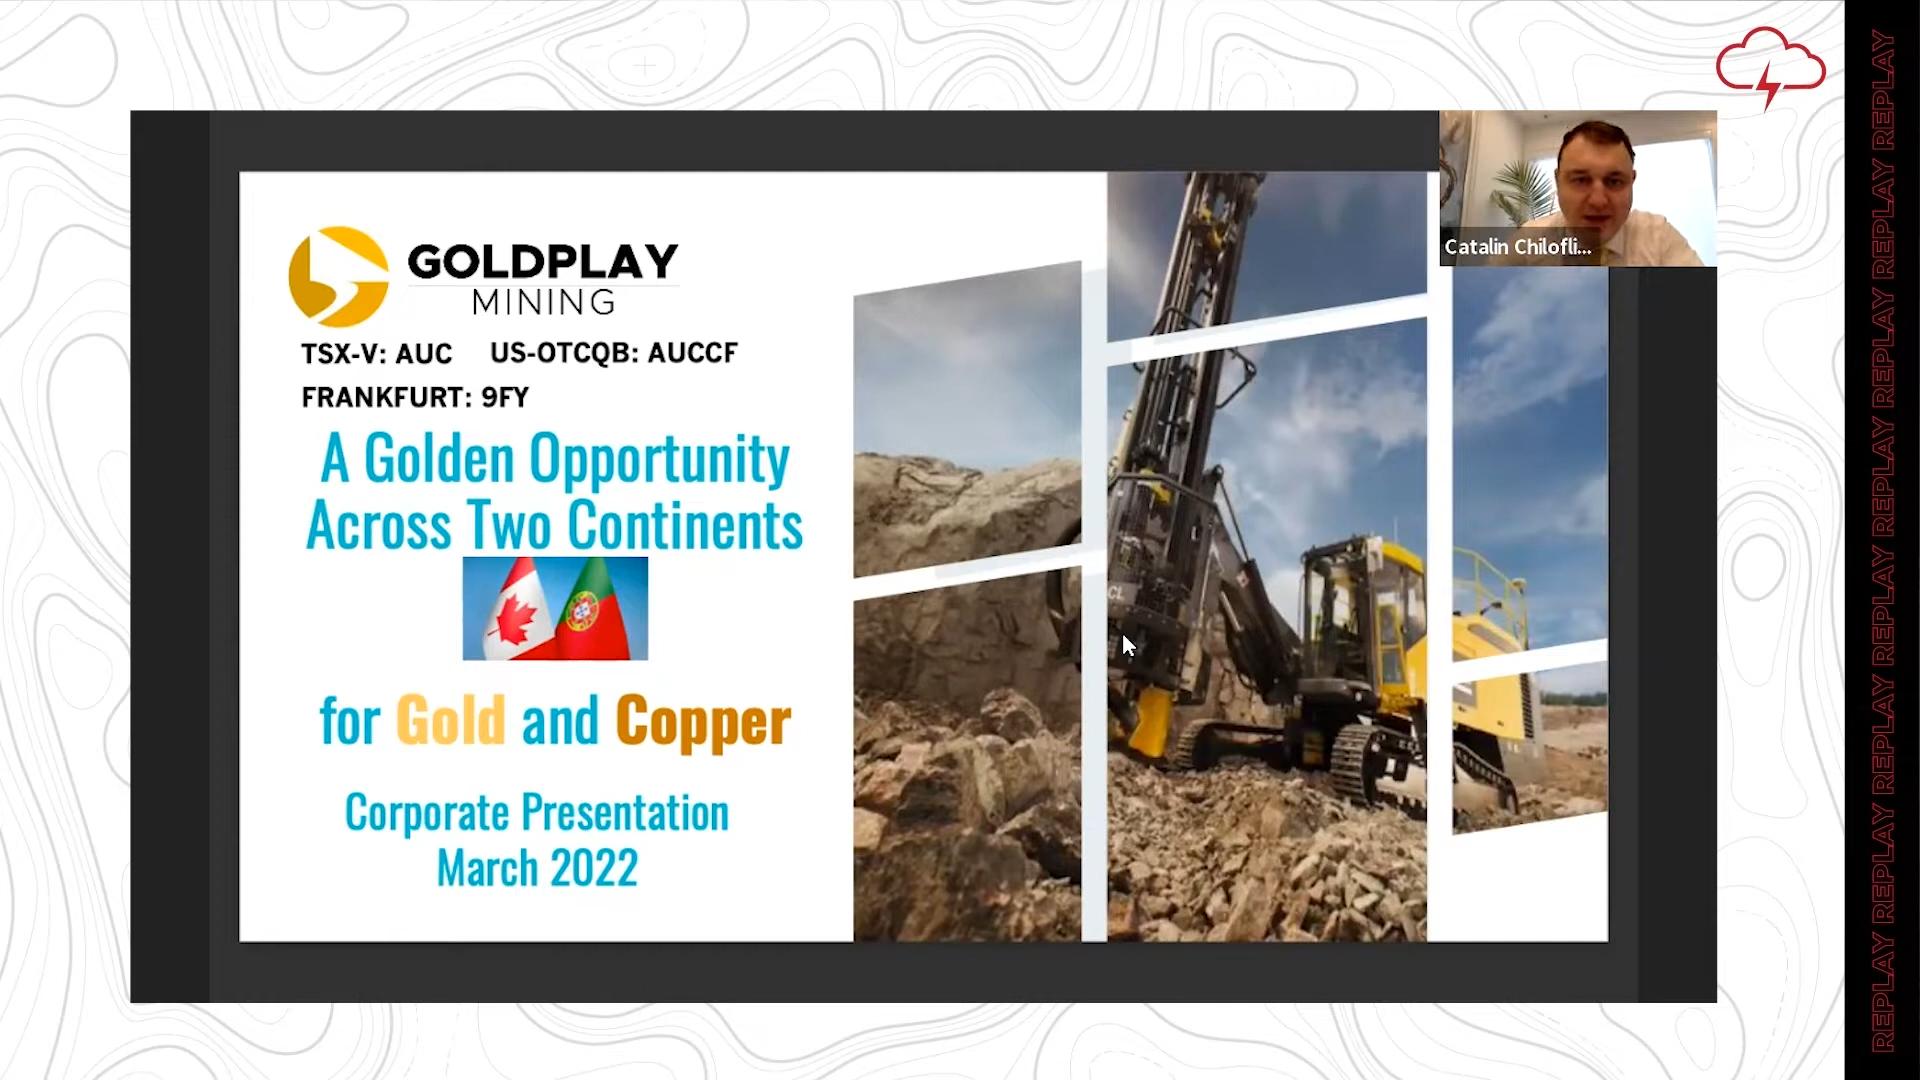 GOLDPLAY
MINING
TSX-V: AUC US-OTCQB: AUCCF
FRANKFURT: 9FY
A Golden Opportunity
Across Two Continents
for Gold and Copper
Corporate Presentation
March 2022
Catalin Chilofli...
CL
REPLAY REPLAY REPLAY REPLAY REPLAY REPLAY REPLAY REPLAY